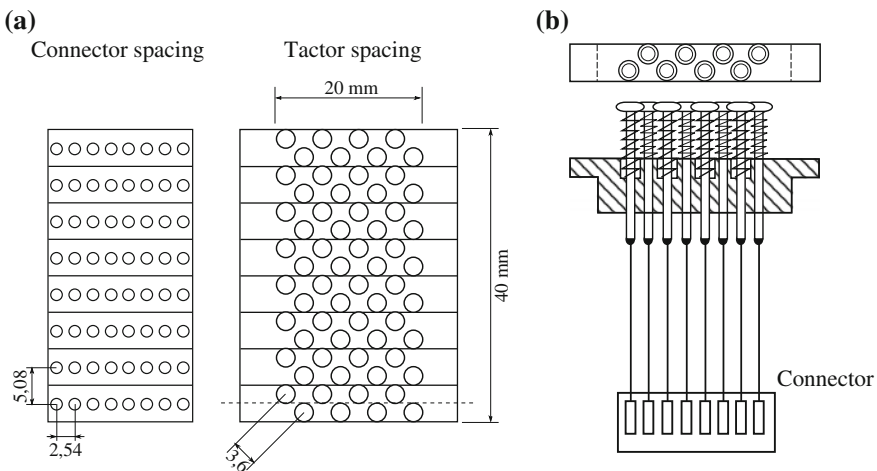 (a)
Connector spacing
Tactor spacing
20 mm
40 mm
5,08
2,54
3,6
(b)
Connector